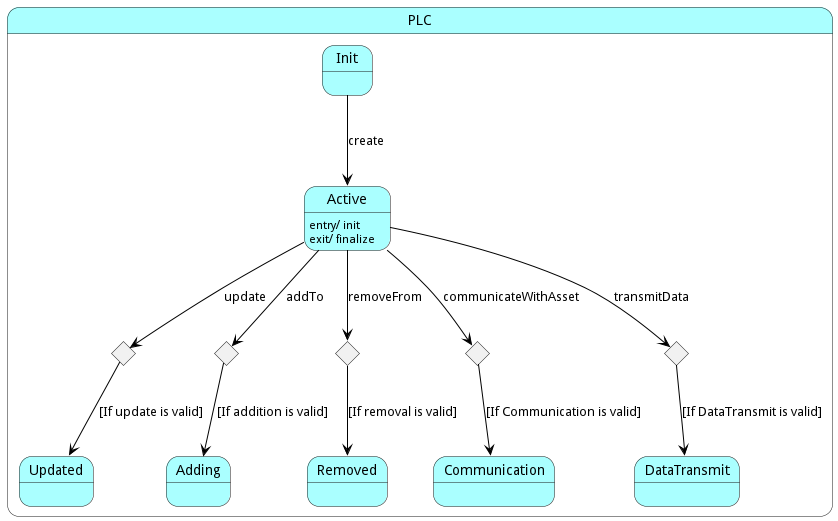 PLC
Init
create
Active
entry/ init
exit/ finalize
update
addTo
removeFrom
communicateWithAsset
transmitData
[If update is valid]
[If addition is valid]
[If removal is valid]
[If Communication is valid]
[If DataTransmit is valid]
Updated
Adding
Removed
Communication
DataTransmit